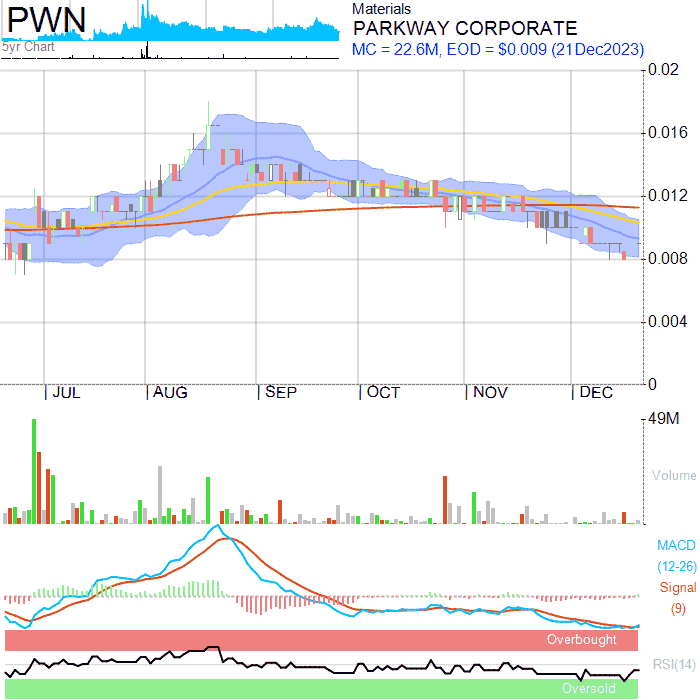 PWN
5yr Chart
Materials
PARKWAY CORPORATE
MC = 22.6M, EOD = $0.009 (21Dec2023)
0.02
0.016
0.012
0.008
0.004
0
JUL AUG SEP OCT NOV DEC
49M
Volume
MACD
(12-26)
Signal
(9)
Overbought
RSI(14)
Oversold